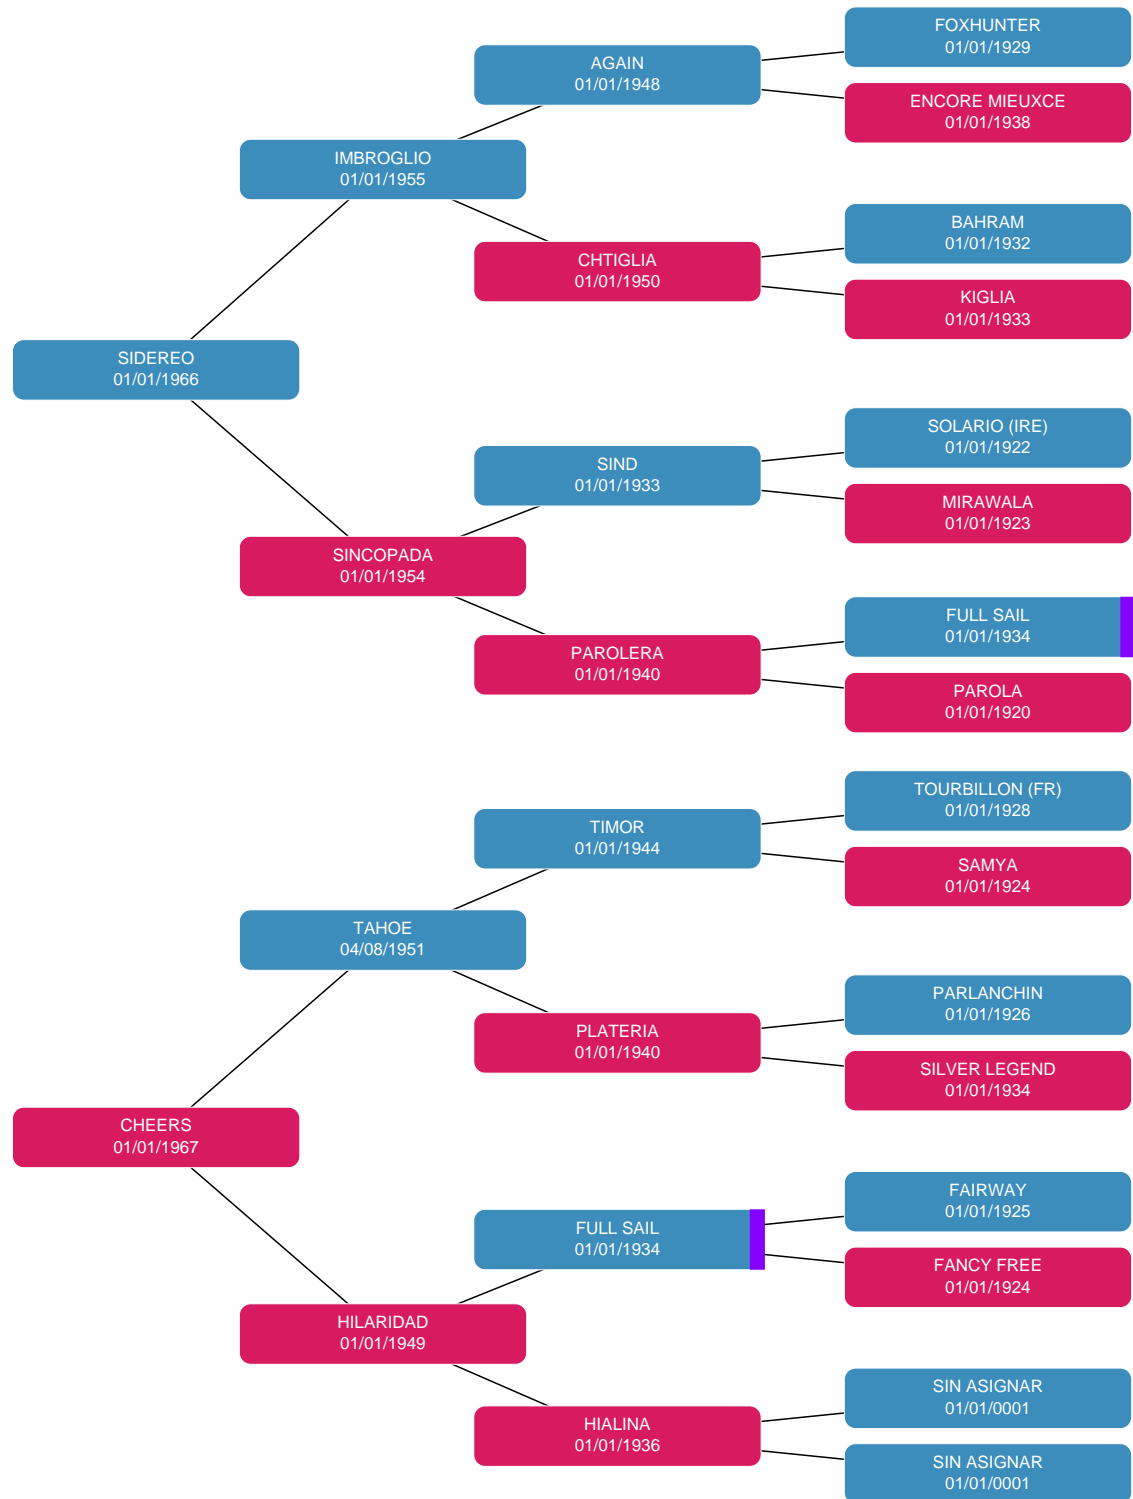 FOXHUNTER
01/01/1929
AGAIN
01/01/1948
ENCORE MIEUXCE
01/01/1938
IMBROGLIO
01/01/1955
BAHRAM
01/01/1932
CHTIGLIA
01/01/1950
KIGLIA
01/01/1933
SIDEREO
01/01/1966
SOLARIO (IRE)
01/01/1922
SIND
01/01/1933
MIRAWALA
01/01/1923
SINCOPADA
01/01/1954
FULL SAIL
01/01/1934
PAROLERA
01/01/1940
PAROLA
01/01/1920
TOURBILLON (FR)
01/01/1928
TIMOR
01/01/1944
SAMYA
01/01/1924
TAHOE
04/08/1951
PARLANCHIN
01/01/1926
PLATERIA
01/01/1940
SILVER LEGEND
01/01/1934
CHEERS
01/01/1967
FAIRWAY
01/01/1925
FULL SAIL
01/01/1934
FANCY FREE
01/01/1924
HILARIDAD
01/01/1949
SIN ASIGNAR
01/01/0001
HIALINA
01/01/1936
SIN ASIGNAR
01/01/0001